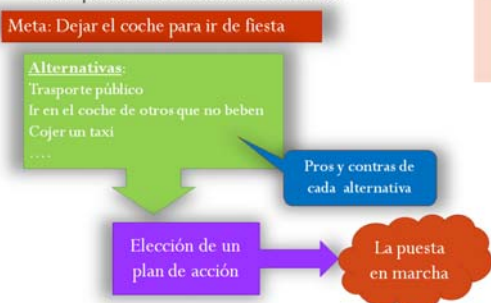 Meta: Dejar el coche para ir de fiesta
Alternativas:
Trasporte público
Ir en el coche de otros que no beben
Cojer un taxi
....
Pros y contras de
cada alternativa
Elección de un
plan de acción
La puesta
en marcha